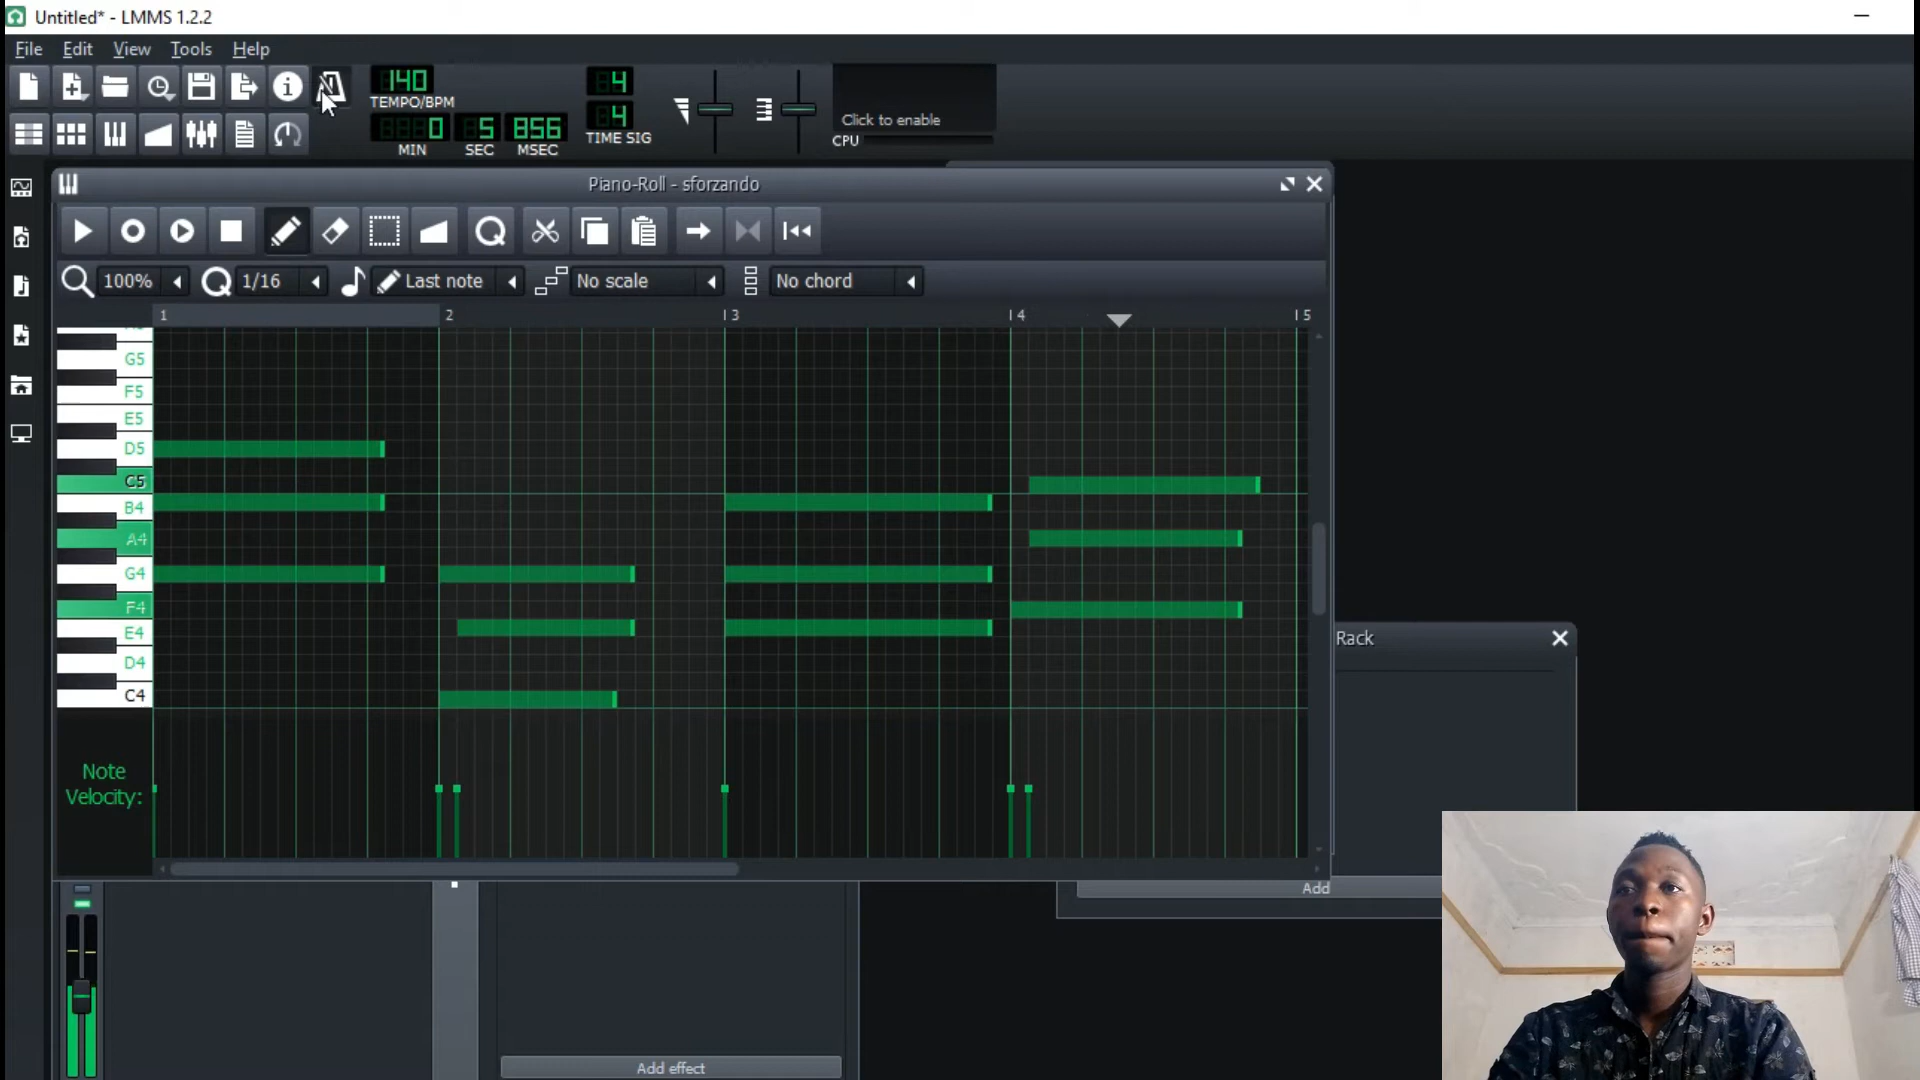 Untitled* - LMMS 1.2.2
File Edit View Tools Help
140
TEMPO/BPM
0 5 856
MIN SEC MSEC
4
4
TIME SIG
Click to enable
CPU
Piano-Roll - sforzando
100% Q 1/16 Last note No scale No chord
1 2 3 4 5
G5
F5
E5
D5
C5
B4
A4
G4
F4
E4
D4
C4
Note
Velocity:
Rack
Add
Add effect